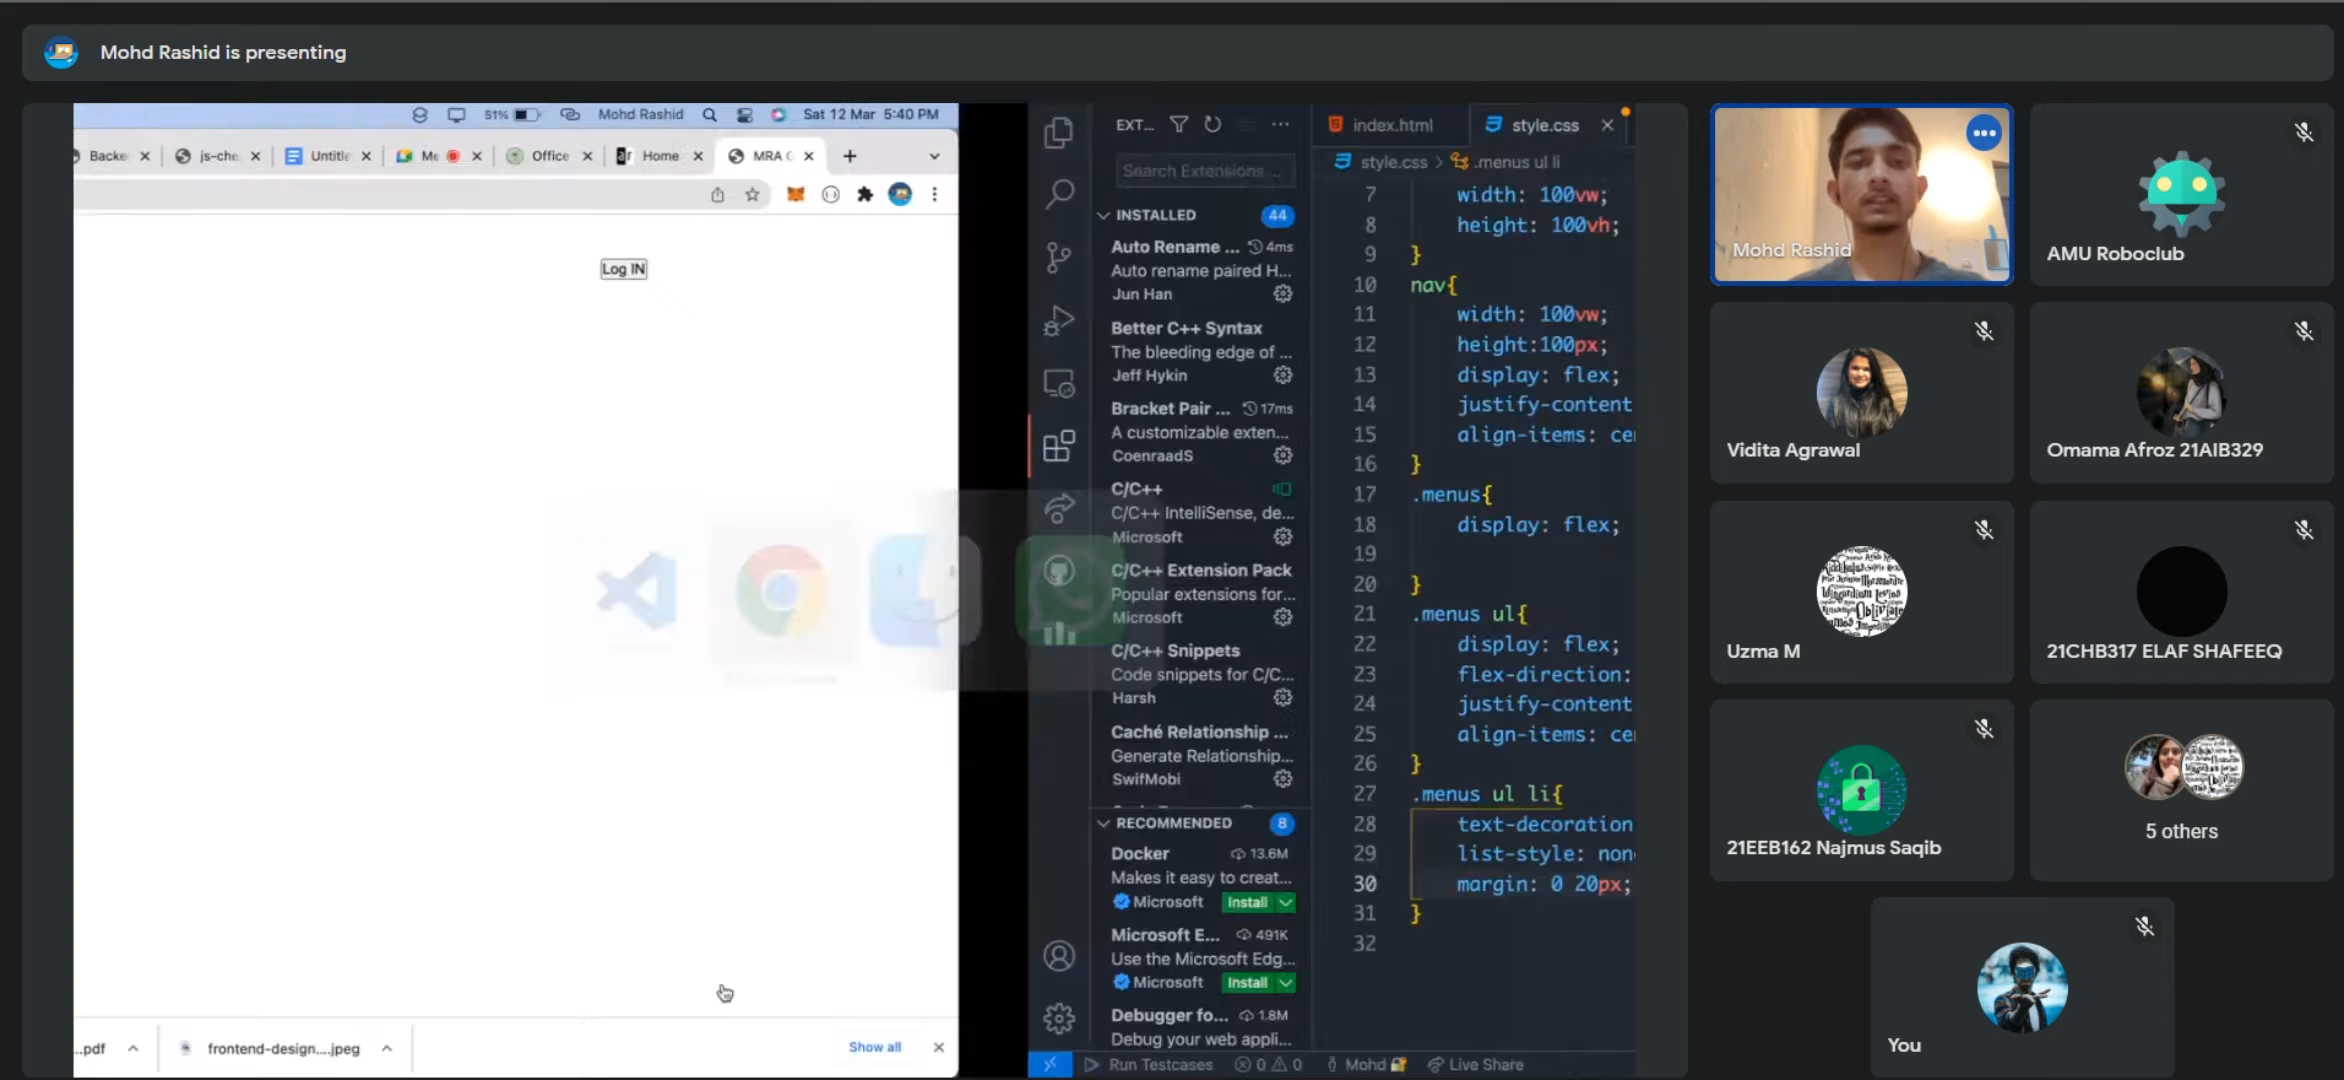 Mohd Rashid is presenting
51%
Mohd Rashid
Sat 12 Mar 5:40 PM
Backe
js-che
Untitle
Me
Office
Home
MRA
Log IN
...pdf
frontend-design....jpeg
Show all
EXT...
Search Extensions ...
INSTALLED
44
Auto Rename ...
4ms
Auto rename paired H...
Jun Han
Better C++ Syntax
The bleeding edge of ...
Jeff Hykin
Bracket Pair ...
17ms
A customizable exten...
CoenraadS
C/C++
C/C++ IntelliSense, de...
Microsoft
C/C++ Extension Pack
Popular extensions for...
Microsoft
C/C++ Snippets
Code snippets for C/C...
Harsh
Caché Relationship ...
Generate Relationship...
SwifMobi
RECOMMENDED
8
Docker
13.6M
Makes it easy to creat...
Microsoft
Install
Microsoft E...
491K
Use the Microsoft Edg...
Microsoft
Install
Debugger fo...
1.8M
Debug your web appli...
Run Testcases
0
0
Mohd
Live Share
index.html
style.css
style.css > .menus ul li
7 width: 100vw;
8 height: 100vh;
9 }
10 nav{
11 width: 100vw;
12 height:100px;
13 display: flex;
14 justify-content
15 align-items: ce
16 }
17 .menus{
18 display: flex;
19
20 }
21 .menus ul{
22 display: flex;
23 flex-direction:
24 justify-content
25 align-items: ce
26 }
27 .menus ul li{
28 text-decoration
29 list-style: non
30 margin: 0 20px;
31 }
32
Mohd Rashid
AMU Roboclub
Vidita Agrawal
Omama Afroz 21AIB329
Uzma M
21CHB317 ELAF SHAFEEQ
21EEB162 Najmus Saqib
5 others
You